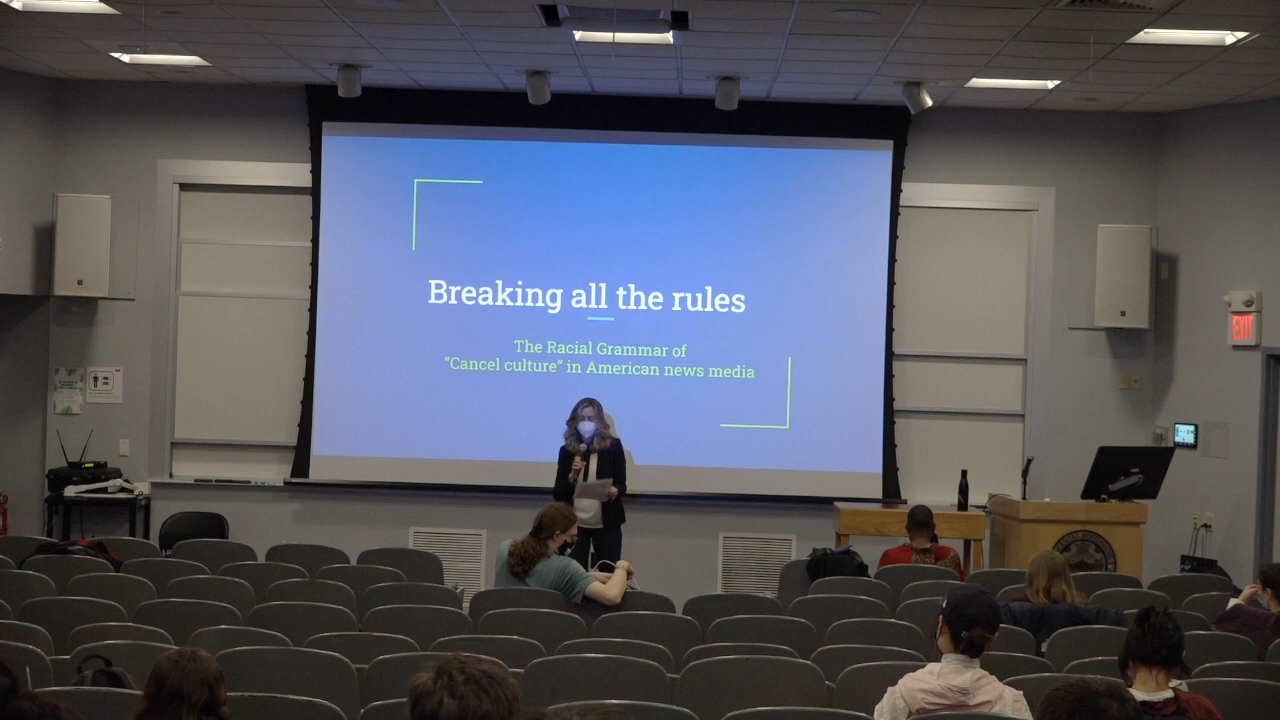 Breaking all the rules
The Racial Grammar of
"Cancel culture" in American news media
EXIT